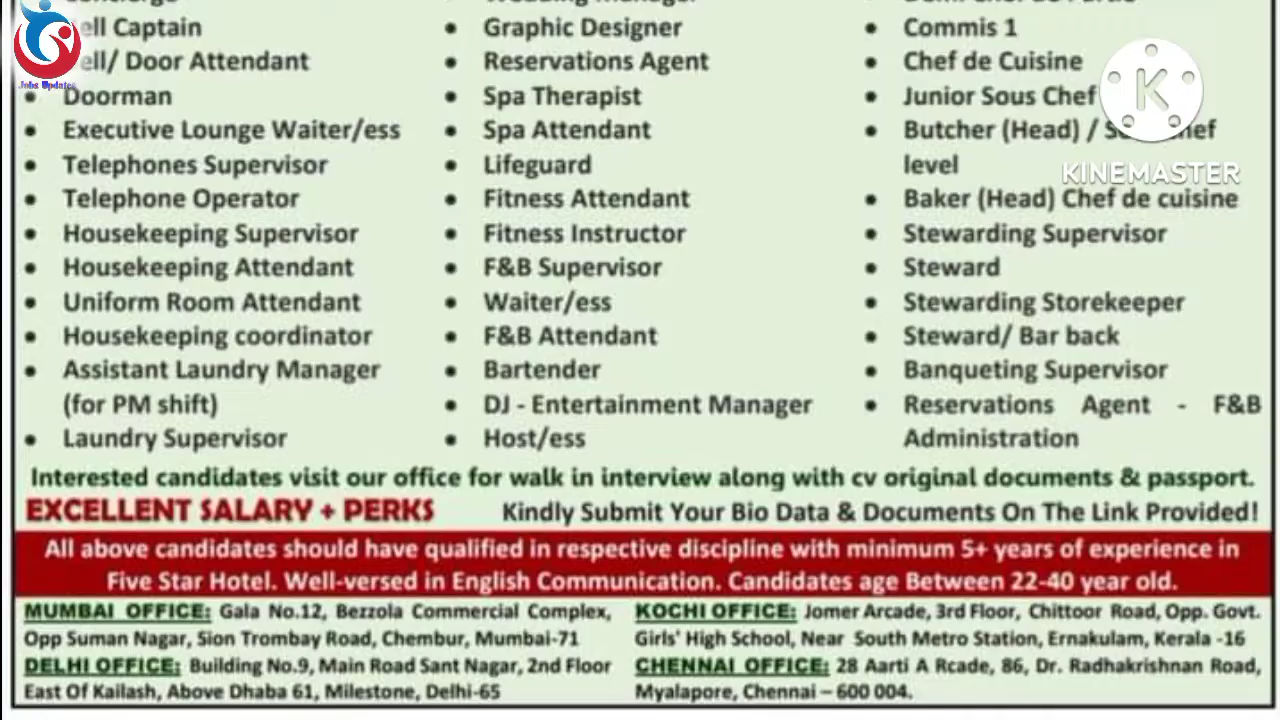 Jobs Updates
Captain
Door Attendant
Doorman
Executive Lounge Waiter/ess
Telephones Supervisor
Telephone Operator
Housekeeping Supervisor
Housekeeping Attendant
Uniform Room Attendant
Housekeeping coordinator
Assistant Laundry Manager
(for PM shift)
Laundry Supervisor
Graphic Designer
Reservations Agent
Spa Therapist
Spa Attendant
Lifeguard
Fitness Attendant
Fitness Instructor
F&B Supervisor
Waiter/ess
F&B Attendant
Bartender
DJ - Entertainment Manager
Host/ess
Commis 1
Chef de Cuisine
Junior Sous Chef
Butcher (Head) /
level
Baker (Head) Chef de cuisine
Stewarding Supervisor
Steward
Stewarding Storekeeper
Steward/ Bar back
Banqueting Supervisor
Reservations Agent - F&B
Administration
K
KINEMASTER
Interested candidates visit our office for walk in interview along with cv original documents & passport.
EXCELLENT SALARY + PERKS Kindly Submit Your Bio Data & Documents On The Link Provided!
All above candidates should have qualified in respective discipline with minimum 5+ years of experience in
Five Star Hotel. Well-versed in English Communication. Candidates age Between 22-40 year old.
MUMBAI OFFICE: Gala No.12, Bezzola Commercial Complex,
Opp Suman Nagar, Sion Trombay Road, Chembur, Mumbai-71
DELHI OFFICE: Building No.9, Main Road Sant Nagar, 2nd Floor
East Of Kailash, Above Dhaba 61, Milestone, Delhi-65
KOCHI OFFICE: Jomer Arcade, 3rd Floor, Chittoor Road, Opp. Govt.
Girls' High School, Near South Metro Station, Ernakulam, Kerala -16
CHENNAI OFFICE: 28 Aarti A Rcade, 86, Dr. Radhakrishnan Road,
Myalapore, Chennai – 600 004.